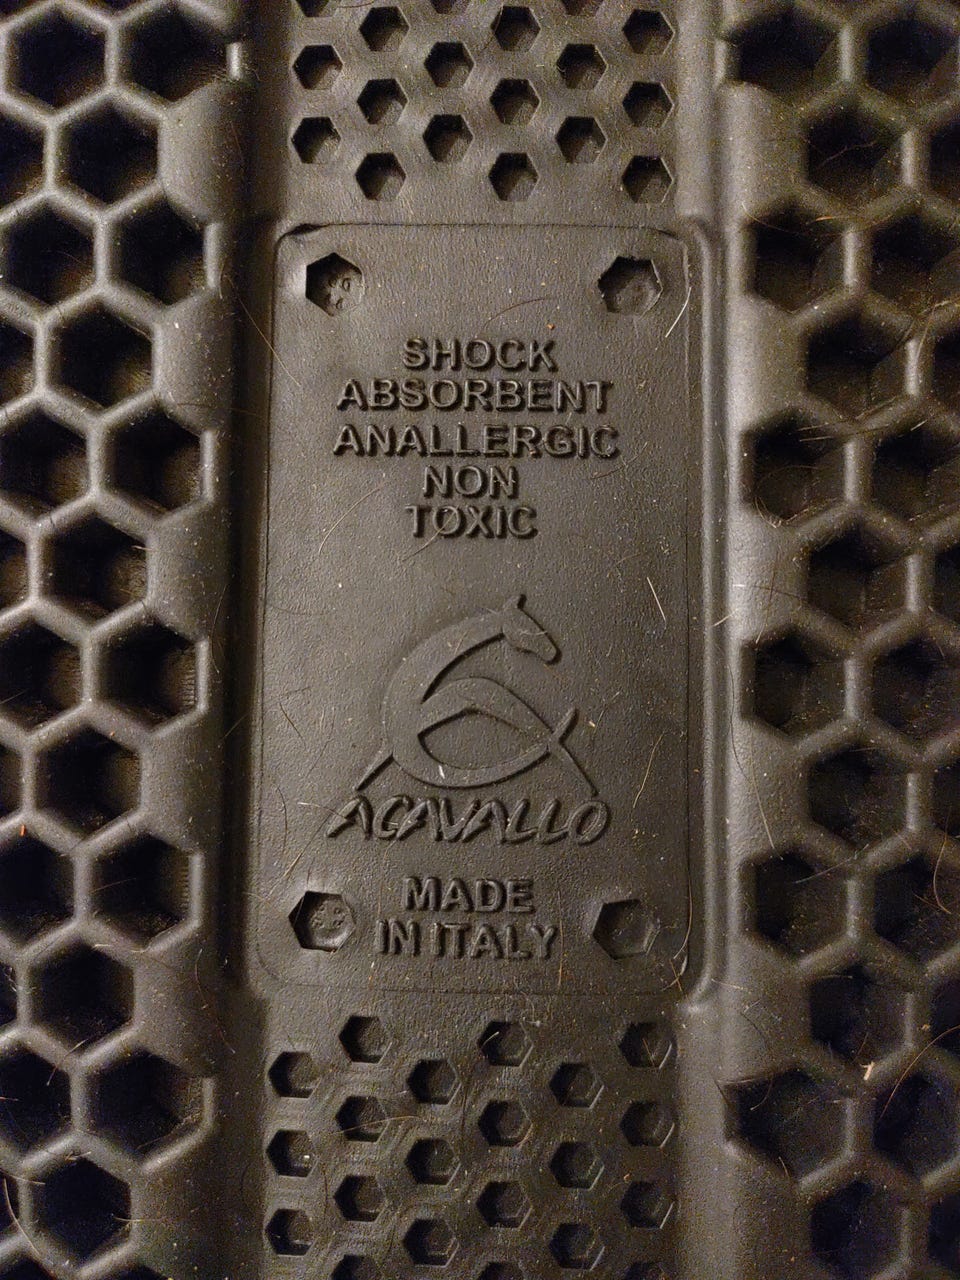 SHOCK
ABSORBENT
ANALLERGIC
NON
TOXIC
ACAVALLO
MADE
IN ITALY